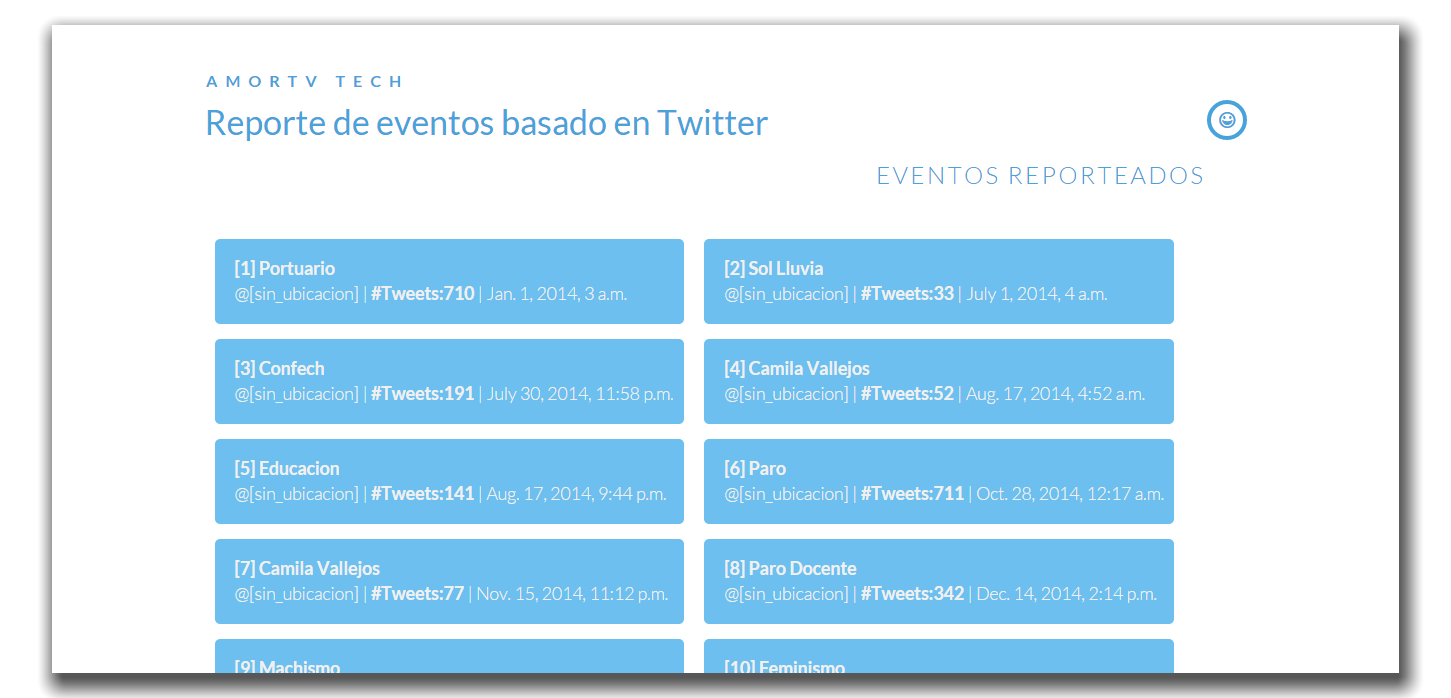 AMORTV TECH
Reporte de eventos basado en Twitter
EVENTOS REPORTEADOS
[1] Portuario
@[sin_ubicacion] | #Tweets:710 | Jan. 1, 2014, 3 a.m.
[2] Sol Lluvia
@[sin_ubicacion] | #Tweets:33 | July 1, 2014, 4 a.m.
[3] Confech
@[sin_ubicacion] | #Tweets:191 | July 30, 2014, 11:58 p.m.
[4] Camila Vallejos
@[sin_ubicacion] | #Tweets:52 | Aug. 17, 2014, 4:52 a.m.
[5] Educacion
@[sin_ubicacion] | #Tweets:141 | Aug. 17, 2014, 9:44 p.m.
[6] Paro
@[sin_ubicacion] | #Tweets:711 | Oct. 28, 2014, 12:17 a.m.
[7] Camila Vallejos
@[sin_ubicacion] | #Tweets:77 | Nov. 15, 2014, 11:12 p.m.
[8] Paro Docente
@[sin_ubicacion] | #Tweets:342 | Dec. 14, 2014, 2:14 p.m.
[9] Machismo
[10] Feminismo